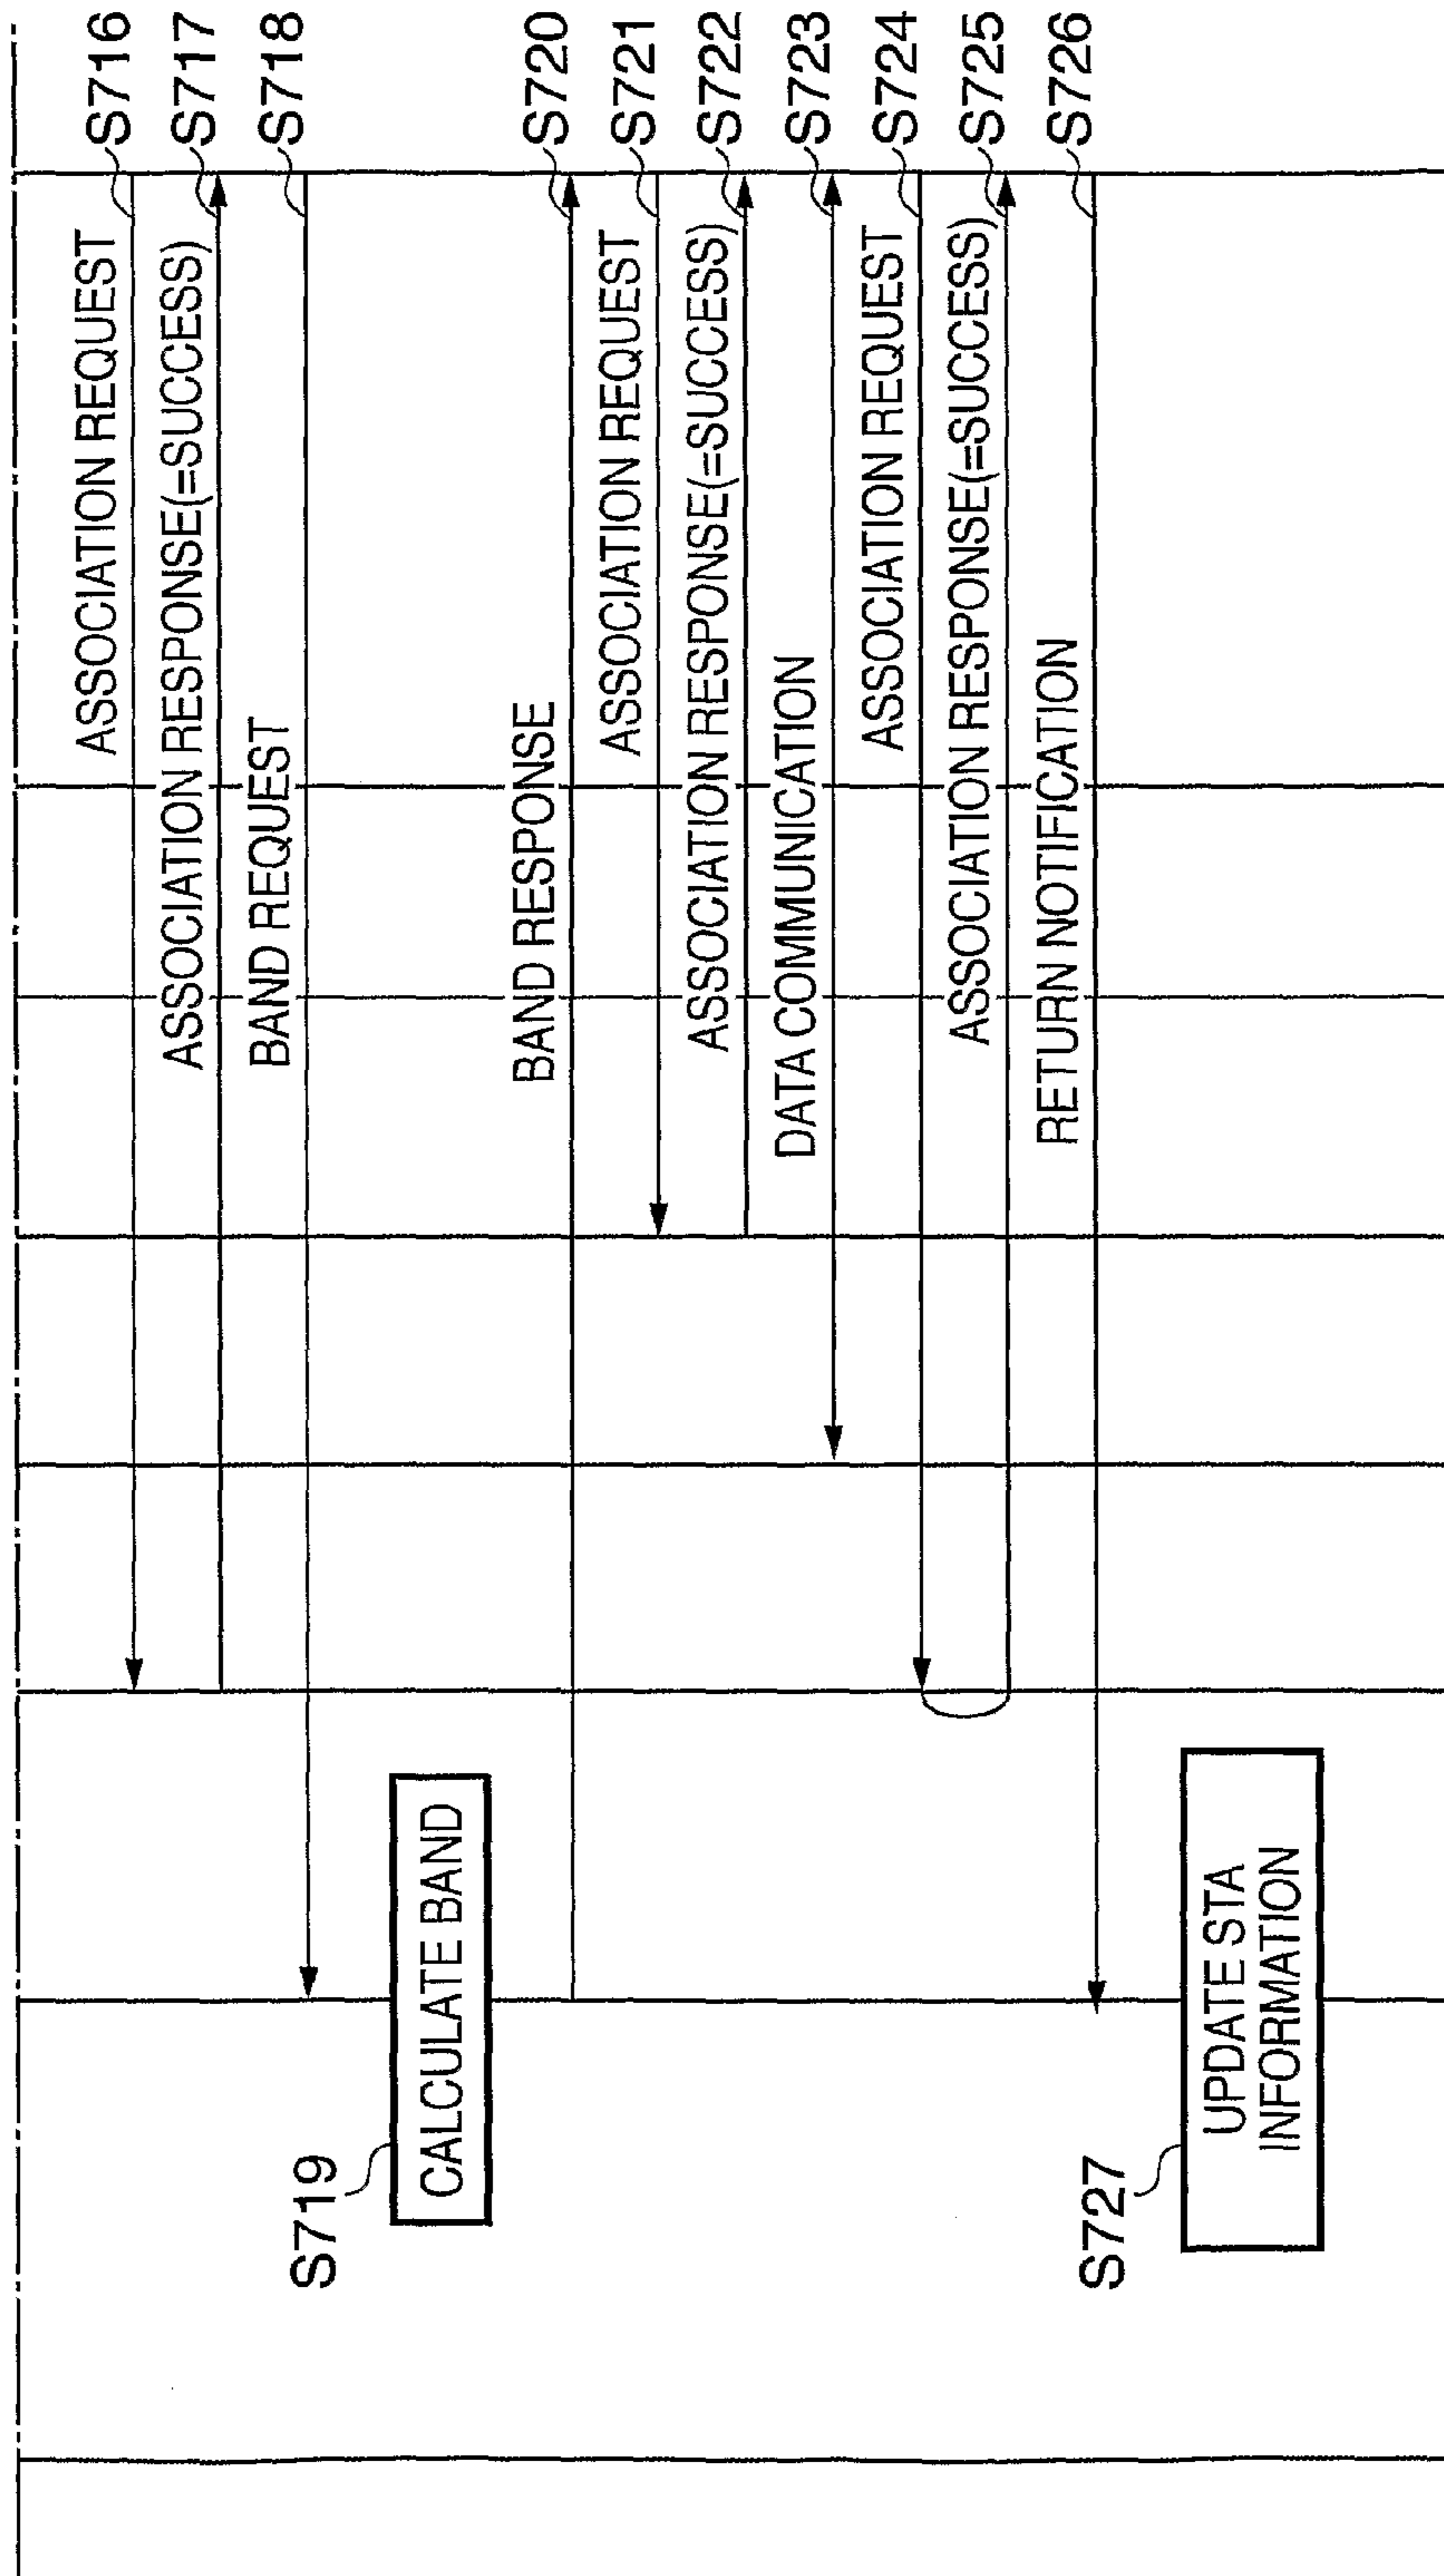 ASSOCIATION REQUEST S716
ASSOCIATION RESPONSE(=SUCCESS) S717
BAND REQUEST S718
S719
CALCULATE BAND
BAND RESPONSE S720
ASSOCIATION REQUEST S721
ASSOCIATION RESPONSE(=SUCCESS) S722
DATA COMMUNICATION S723
ASSOCIATION REQUEST S724
ASSOCIATION RESPONSE(=SUCCESS) S725
RETURN NOTIFICATION S726
S727
UPDATE STA
INFORMATION